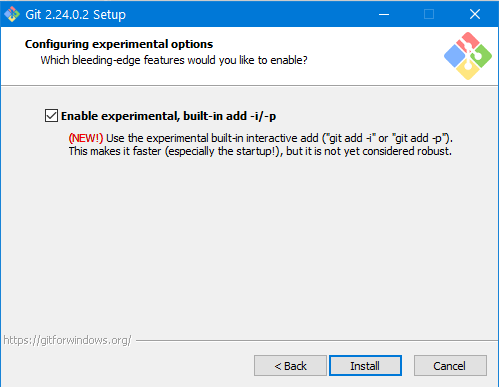 Git 2.24.0.2 Setup
Configuring experimental options
Which bleeding-edge features would you like to enable?
Enable experimental, built-in add -i/-p
(NEW!) Use the experimental built-in interactive add ("git add -i" or "git add -p").
This makes it faster (especially the startup!), but it is not yet considered robust.
https://gitforwindows.org/
< Back
Install
Cancel